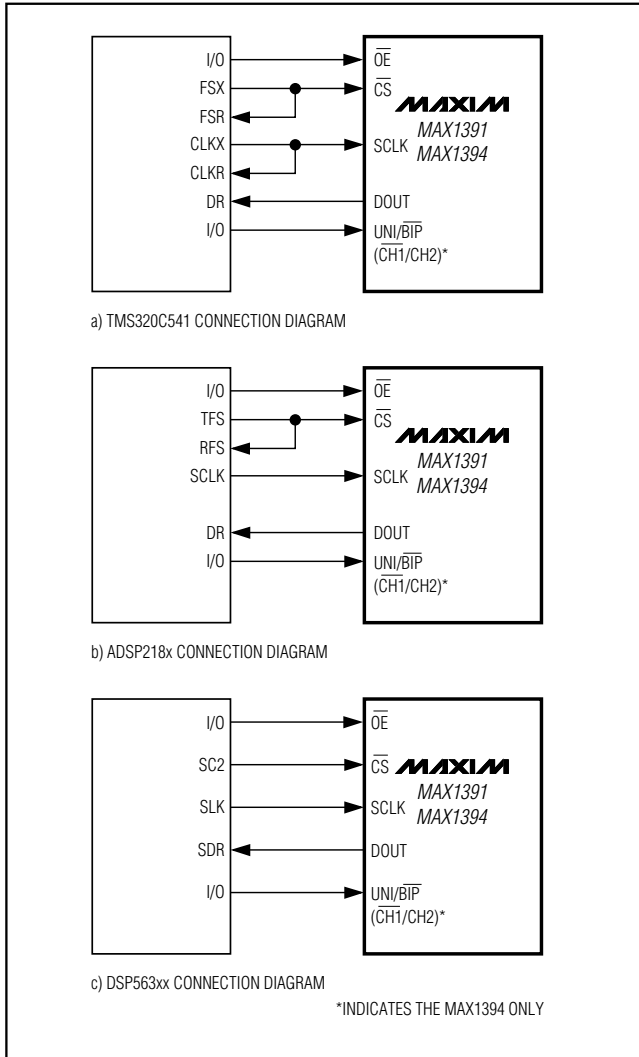 I/O OE
FSX CS
FSR MAXIM
MAX1391
CLKX SCLK MAX1394
CLKR
DR DOUT
I/O UNI/BIP
(CH1/CH2)*
a) TMS320C541 CONNECTION DIAGRAM
I/O OE
TFS CS
RFS MAXIM
MAX1391
SCLK SCLK MAX1394
DR DOUT
I/O UNI/BIP
(CH1/CH2)*
b) ADSP218x CONNECTION DIAGRAM
I/O OE
SC2 CS MAXIM
MAX1391
SLK SCLK MAX1394
SDR DOUT
I/O UNI/BIP
(CH1/CH2)*
c) DSP563xx CONNECTION DIAGRAM
*INDICATES THE MAX1394 ONLY